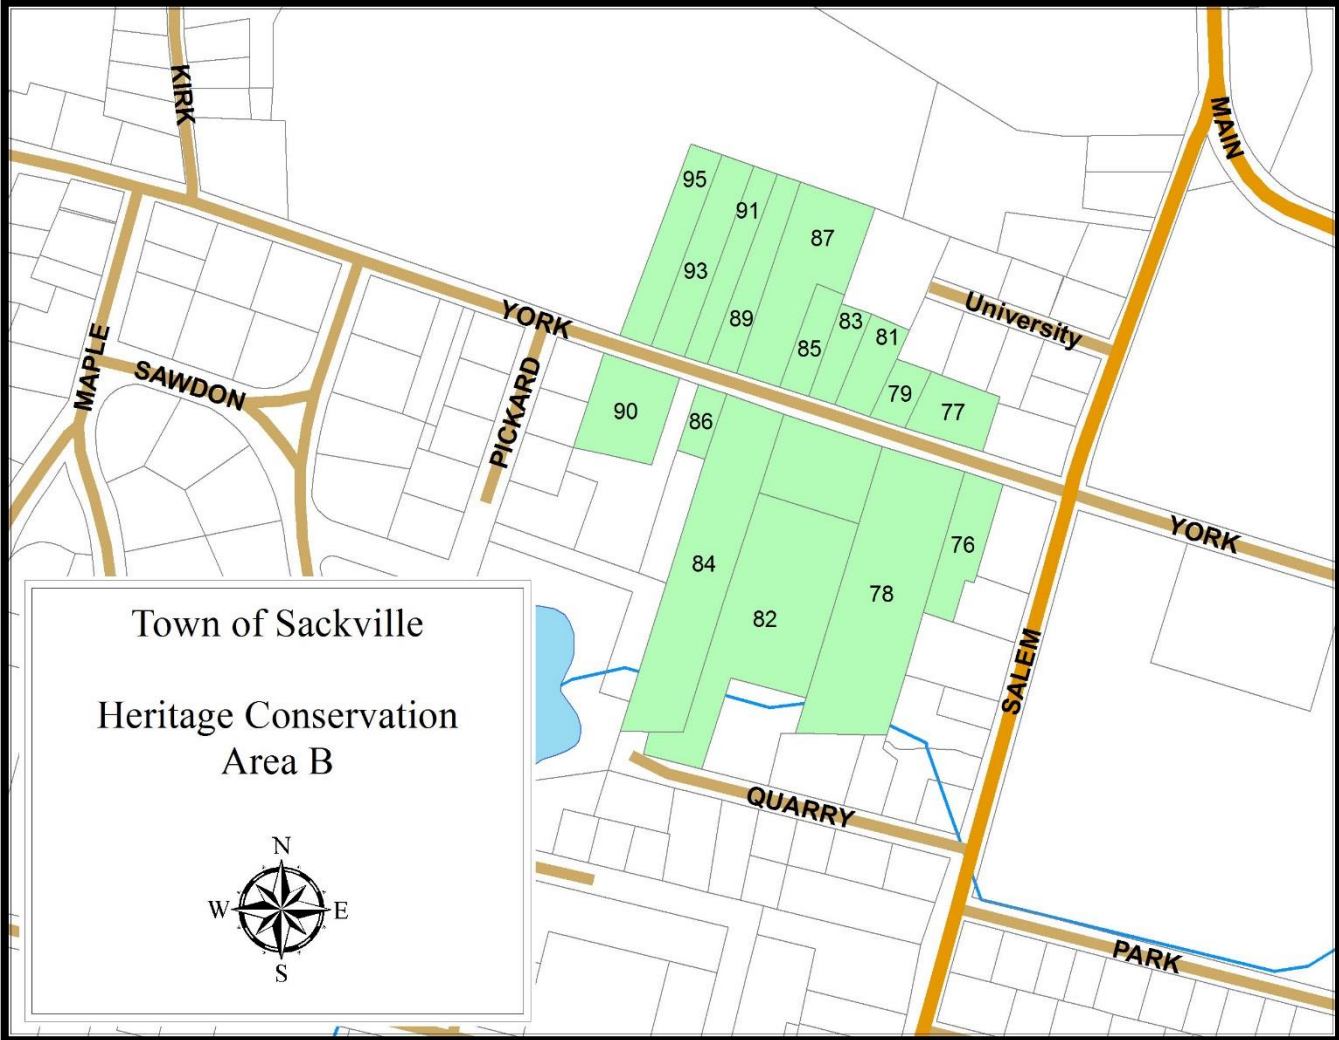 KIRK
MAIN
95
91
87
93
University
89
83
YORK
81
85
MAPLE
SAWDON
PICKARD
79
77
90
86
YORK
76
84
78
82
SALEM
QUARRY
PARK
Town of Sackville
Heritage Conservation
Area B
N
W E
S